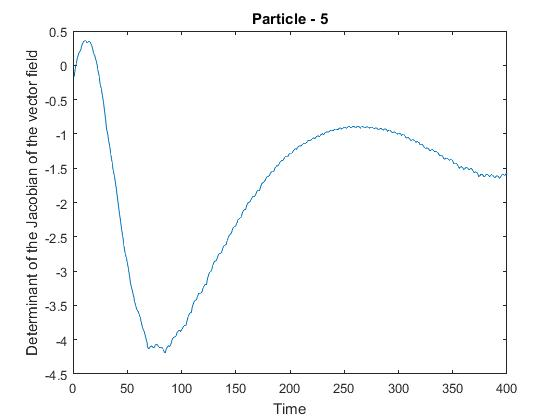 Particle - 5
Determinant of the Jacobian of the vector field
0.5
0
-0.5
-1
-1.5
-2
-2.5
-3
-3.5
-4
-4.5
0 50 100 150 200 250 300 350 400
Time